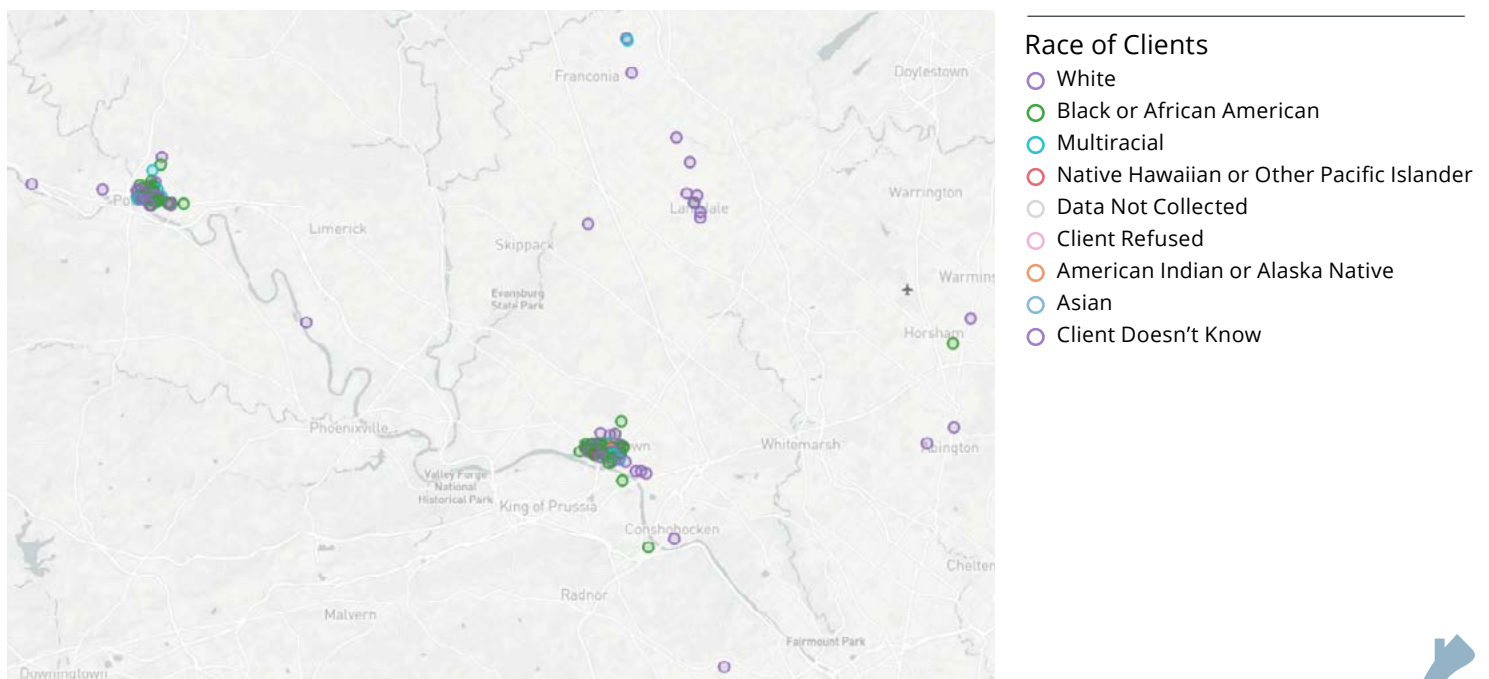 Franconia
Doylestown
Warrington
Limerick
Skippack
Evansburg
State Park
Horsham
Phoenixville
Whitemarsh
Abington
Valley Forge
National
Historical Park
King of Prussia
Conshohocken
Radnor
Malvern
Fairmount Park
Downingtown
Race of Clients
White
Black or African American
Multiracial
Native Hawaiian or Other Pacific Islander
Data Not Collected
Client Refused
American Indian or Alaska Native
Asian
Client Doesn’t Know